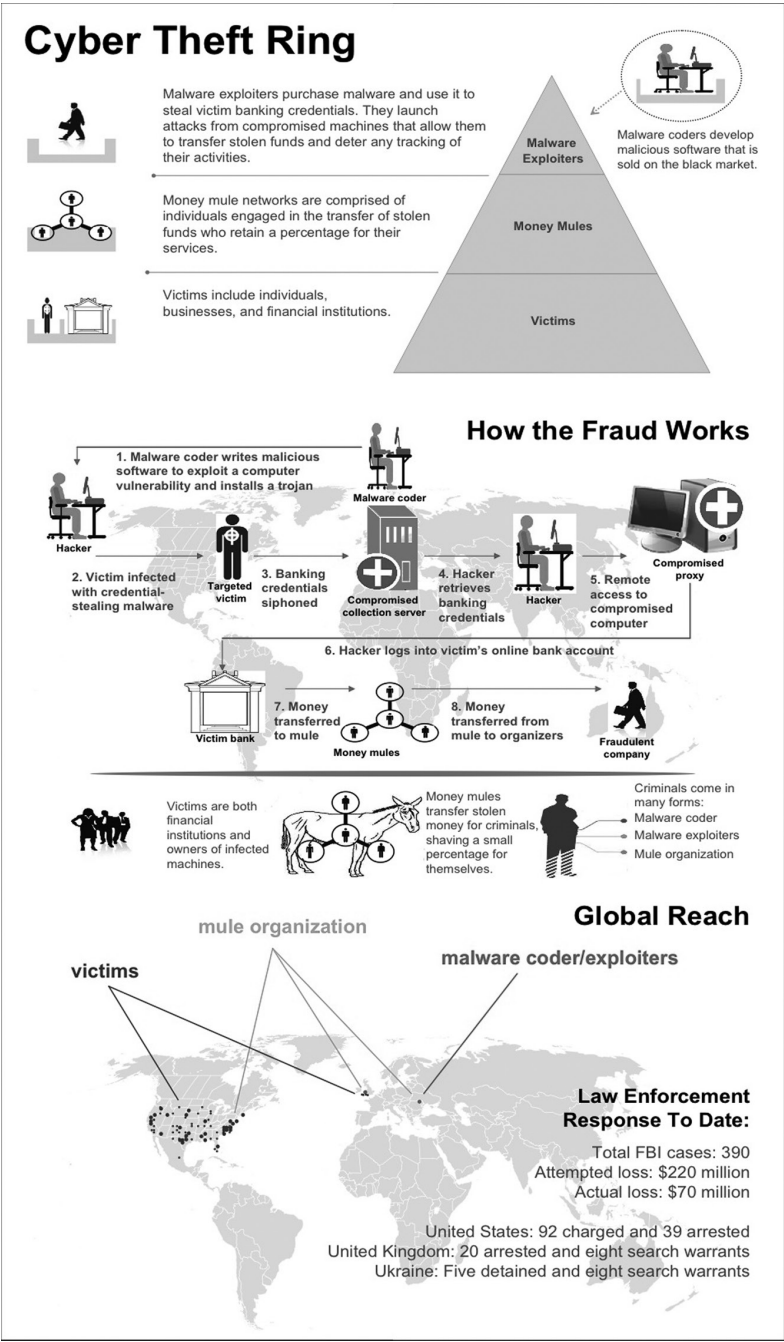 Cyber Theft Ring
Malware exploiters purchase malware and use it to
steal victim banking credentials. They launch
attacks from compromised machines that allow them
to transfer stolen funds and deter any tracking of
their activities.
Malware
Exploiters
Malware coders develop
malicious software that is
sold on the black market.
Money mule networks are comprised of
individuals engaged in the transfer of stolen
funds who retain a percentage for their
services.
Money Mules
Victims include individuals,
businesses, and financial institutions.
Victims
How the Fraud Works
1. Malware coder writes malicious
software to exploit a computer
vulnerability and installs a trojan
Malware coder
Hacker
2. Victim infected
with credential-
stealing malware
Targeted
victim
3. Banking
credentials
siphoned
Compromised
collection server
4. Hacker
retrieves
banking
credentials
Hacker
5. Remote
access to
compromised
computer
Compromised
proxy
6. Hacker logs into victim's online bank account
Victim bank
7. Money
transferred
to mule
Money mules
8. Money
transferred from
mule to organizers
Fraudulent
company
Victims are both
financial
institutions and
owners of infected
machines.
Money mules
transfer stolen
money for criminals,
shaving a small
percentage for
themselves.
Criminals come in
many forms:
Malware coder
Malware exploiters
Mule organization
Global Reach
mule organization
victims
malware coder/exploiters
Law Enforcement
Response To Date:
Total FBI cases: 390
Attempted loss: $220 million
Actual loss: $70 million
United States: 92 charged and 39 arrested
United Kingdom: 20 arrested and eight search warrants
Ukraine: Five detained and eight search warrants